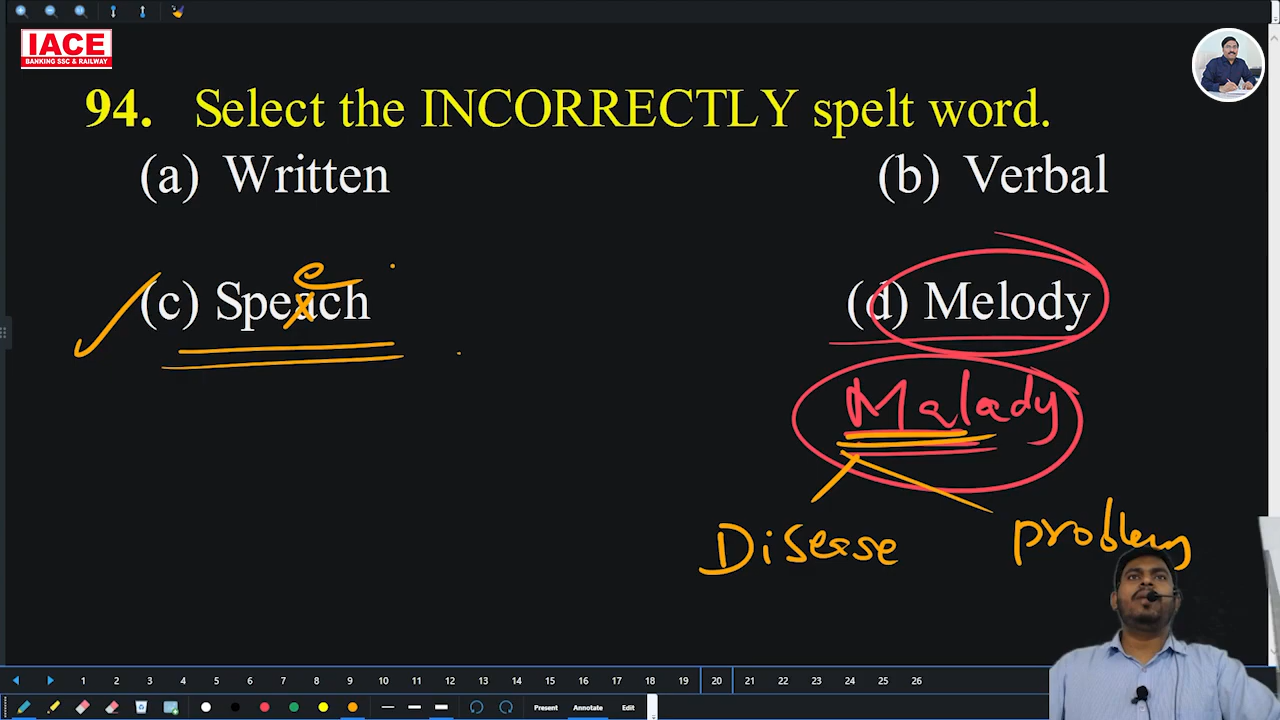 IACE
BANKING SSC & RAILWAY
94. Select the INCORRECTLY spelt word.
(a) Written (b) Verbal
e
(c) Speach (d) Melody
Malady
Disease problem
1 2 3 4 5 6 7 8 9 10 11 12 13 14 15 16 17 18 19 20 21 22 23 24 25 26
Present Annotate Edit